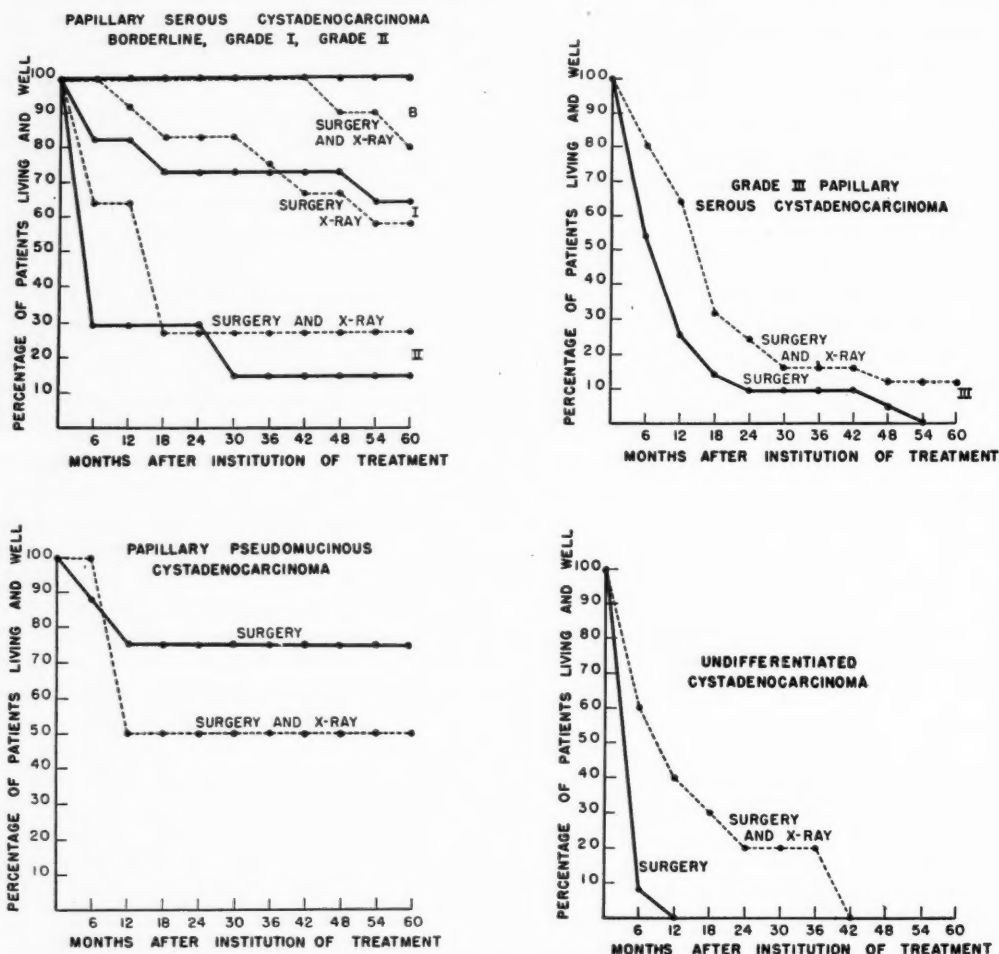 PAPILLARY SEROUS CYSTADENOCARCINOMA
BORDERLINE, GRADE I, GRADE II
PERCENTAGE OF PATIENTS LIVING AND WELL
100
90
80
70
60
50
40
30
20
10
B
SURGERY
AND X-RAY
SURGERY
X-RAY
I
SURGERY AND X-RAY
II
6 12 18 24 30 36 42 48 54 60
MONTHS AFTER INSTITUTION OF TREATMENT
GRADE III PAPILLARY
SEROUS CYSTADENOCARCINOMA
PERCENTAGE OF PATIENTS LIVING AND WELL
100
90
80
70
60
50
40
30
20
10
SURGERY
AND X-RAY
SURGERY
III
6 12 18 24 30 36 42 48 54 60
MONTHS AFTER INSTITUTION OF TREATMENT
PAPILLARY PSEUDOMUCINOUS
CYSTADENOCARCINOMA
PERCENTAGE OF PATIENTS LIVING AND WELL
100
90
80
70
60
50
40
30
20
10
SURGERY
SURGERY AND X-RAY
6 12 18 24 30 36 42 48 54 60
MONTHS AFTER INSTITUTION OF TREATMENT
UNDIFFERENTIATED
CYSTADENOCARCINOMA
PERCENTAGE OF PATIENTS LIVING AND WELL
100
90
80
70
60
50
40
30
20
10
SURGERY
AND X-RAY
SURGERY
6 12 18 24 30 36 42 48 54 60
MONTHS AFTER INSTITUTION OF TREATMENT